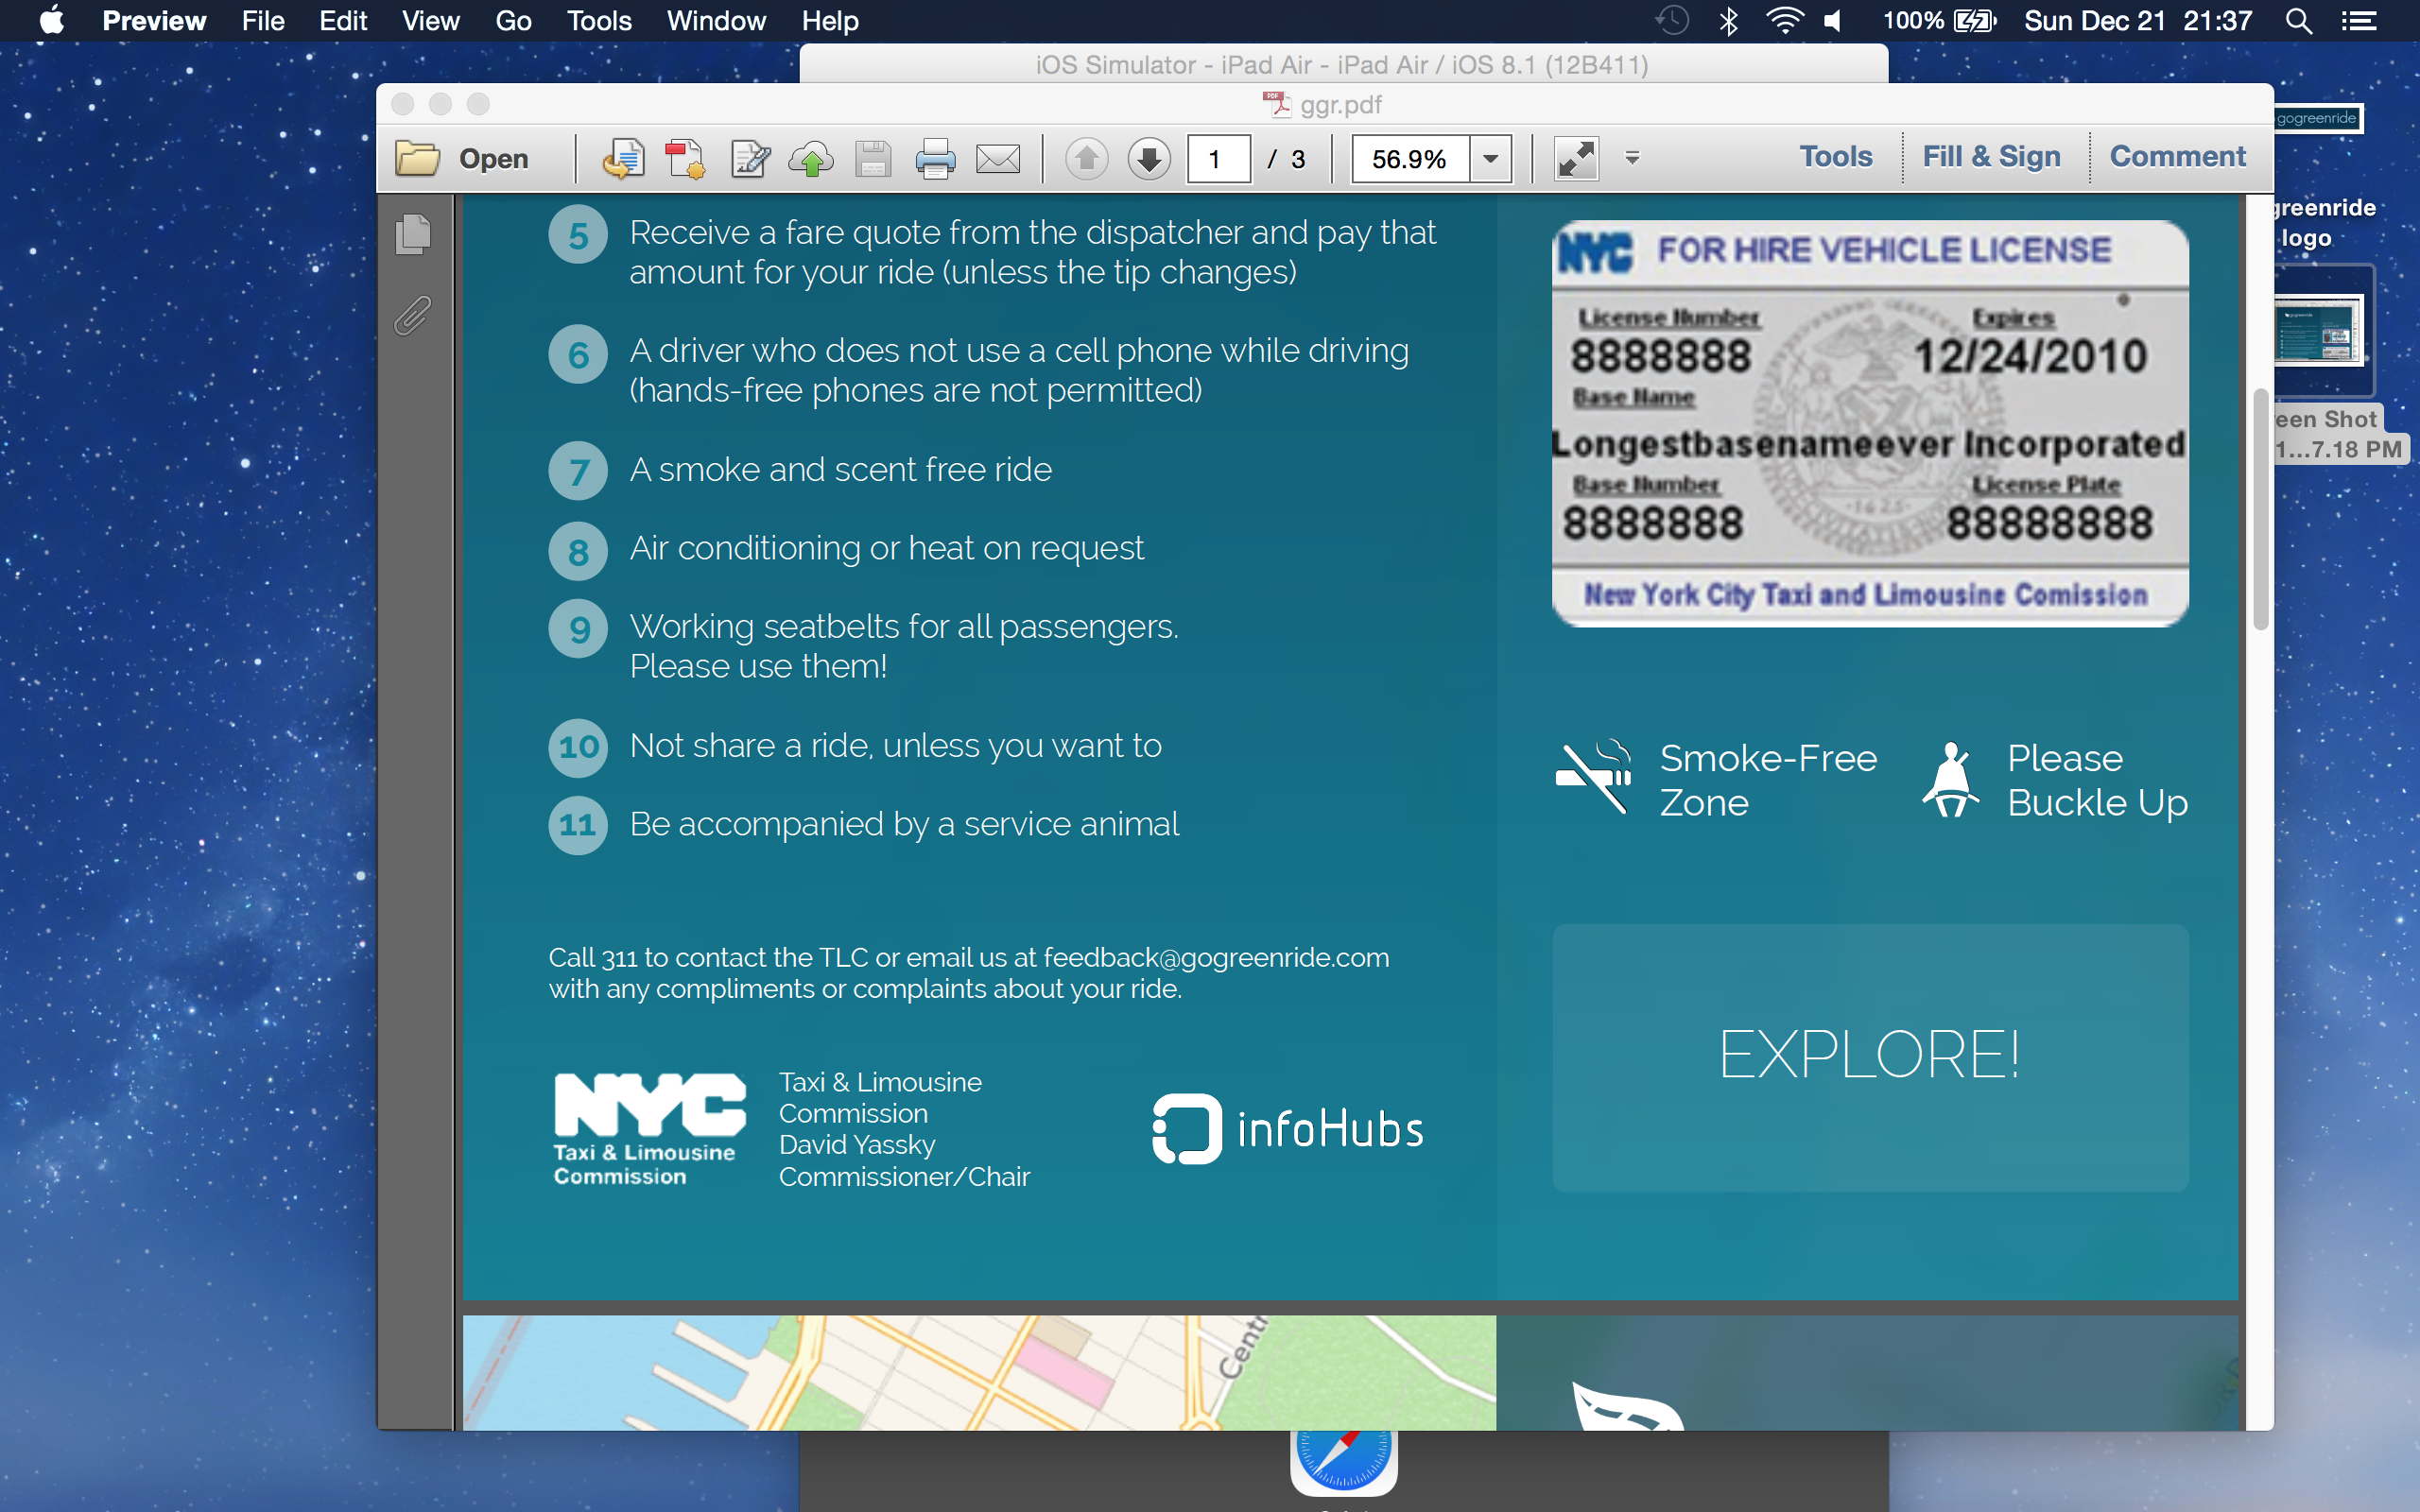 Preview File Edit View Go Tools Window Help 100% Sun Dec 21 21:37
iOS Simulator - iPad Air - iPad Air / iOS 8.1 (12B411)
ggr.pdf
Open 1 / 3 56.9% Tools Fill & Sign Comment
5 Receive a fare quote from the dispatcher and pay that
amount for your ride (unless the tip changes)
6 A driver who does not use a cell phone while driving
(hands-free phones are not permitted)
7 A smoke and scent free ride
8 Air conditioning or heat on request
9 Working seatbelts for all passengers.
Please use them!
10 Not share a ride, unless you want to
11 Be accompanied by a service animal
Call 311 to contact the TLC or email us at feedback@gogreenride.com
with any compliments or complaints about your ride.
NYC
Taxi & Limousine
Commission
Taxi & Limousine
Commission
David Yassky
Commissioner/Chair
infoHubs
NYC FOR HIRE VEHICLE LICENSE
License Number Expires
8888888 12/24/2010
Base Name
Longestbasenameever Incorporated
Base Number License Plate
8888888 88888888
New York City Taxi and Limousine Comission
Smoke-Free
Zone
Please
Buckle Up
EXPLORE!
Centr
gogreenride
greenride
logo
een Shot
1...7.18 PM